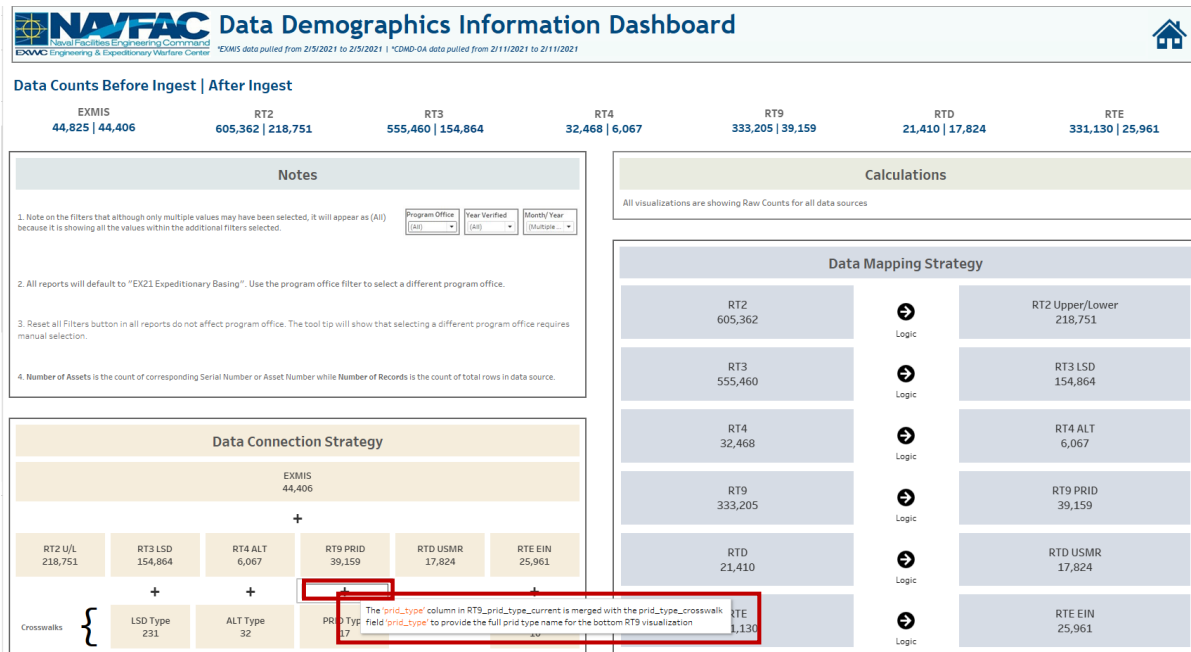 NAVFAC
Naval Facilities Engineering Command
EXWC Engineering & Expeditionary Warfare Center
Data Demographics Information Dashboard
*EXMIS data pulled from 2/5/2021 to 2/5/2021 | *CDMD-OA data pulled from 2/11/2021 to 2/11/2021
Data Counts Before Ingest | After Ingest
EXMIS
44,825 | 44,406
RT2
605,362 | 218,751
RT3
555,460 | 154,864
RT4
32,468 | 6,067
RT9
333,205 | 39,159
RTD
21,410 | 17,824
RTE
331,130 | 25,961
Notes
1. Note on the filters that although only multiple values may have been selected, it will appear as (All)
because it is showing all the values within the additional filters selected.
Program Office
(All)
Year Verified
(All)
Month/ Year
(Multiple...
2. All reports will default to "EX21 Expeditionary Basing". Use the program office filter to select a different program office.
3. Reset all Filters button in all reports do not affect program office. The tool tip will show that selecting a different program office requires
manual selection.
4. Number of Assets is the count of corresponding Serial Number or Asset Number while Number of Records is the count of total rows in data source.
Calculations
All visualizations are showing Raw Counts for all data sources
Data Connection Strategy
EXMIS
44,406
+
RT2 U/L
218,751
RT3 LSD
154,864
RT4 ALT
6,067
RT9 PRID
39,159
RTD USMR
17,824
RTE EIN
25,961
+ + + +
Crosswalks {
LSD Type
231
ALT Type
32
PRID Typ
17
The 'prid_type' column in RT9_prid_type_current is merged with the prid_type_crosswalk
field 'prid_type' to provide the full prid type name for the bottom RT9 visualization
Data Mapping Strategy
RT2
605,362
Logic
RT2 Upper/Lower
218,751
RT3
555,460
Logic
RT3 LSD
154,864
RT4
32,468
Logic
RT4 ALT
6,067
RT9
333,205
Logic
RT9 PRID
39,159
RTD
21,410
Logic
RTD USMR
17,824
RTE
1,130
Logic
RTE EIN
25,961